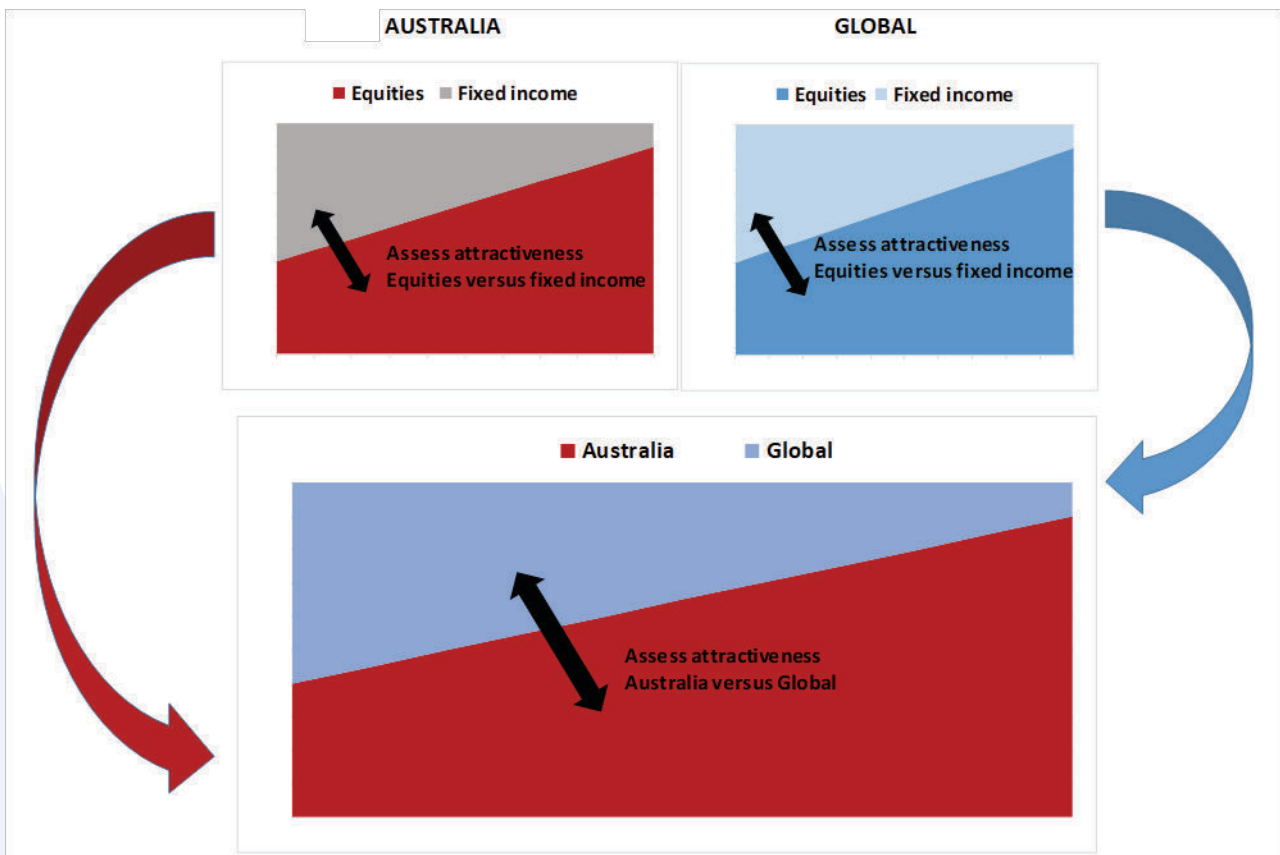 AUSTRALIA
GLOBAL
Equities Fixed income
Equities Fixed income
Assess attractiveness
Equities versus fixed income
Assess attractiveness
Equities versus fixed income
Australia Global
Assess attractiveness
Australia versus Global